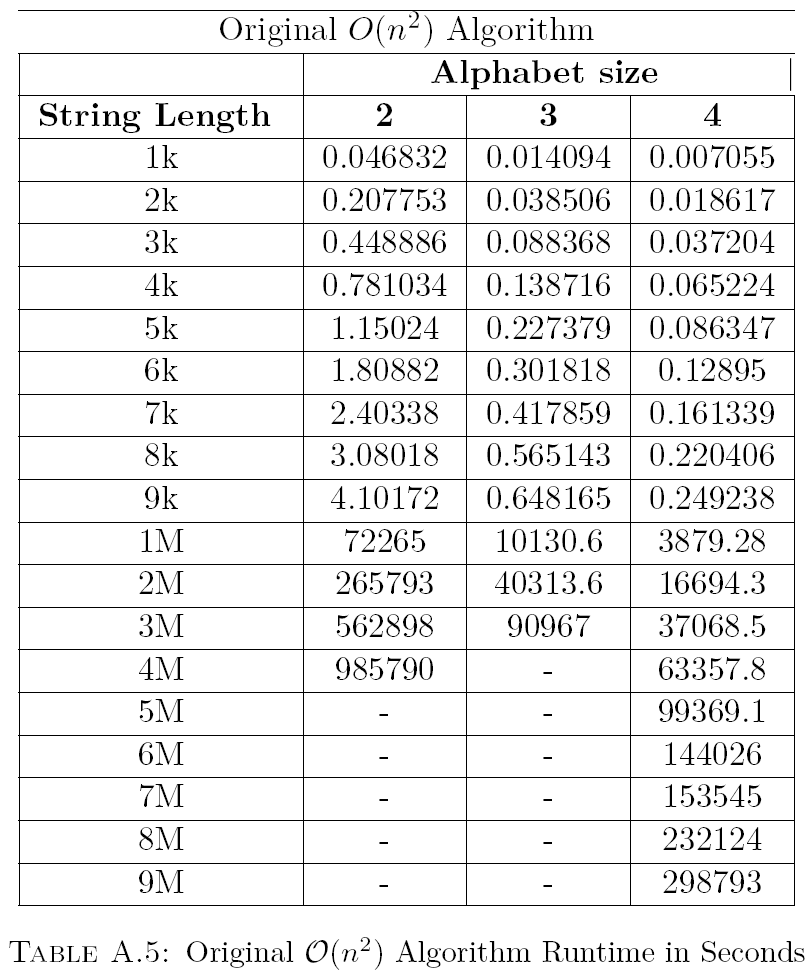 Original O(n²) Algorithm
Alphabet size
String Length 2 3 4
1k 0.046832 0.014094 0.007055
2k 0.207753 0.038506 0.018617
3k 0.448886 0.088368 0.037204
4k 0.781034 0.138716 0.065224
5k 1.15024 0.227379 0.086347
6k 1.80882 0.301818 0.12895
7k 2.40338 0.417859 0.161339
8k 3.08018 0.565143 0.220406
9k 4.10172 0.648165 0.249238
1M 72265 10130.6 3879.28
2M 265793 40313.6 16694.3
3M 562898 90967 37068.5
4M 985790 - 63357.8
5M - - 99369.1
6M - - 144026
7M - - 153545
8M - - 232124
9M - - 298793
TABLE A.5: Original O(n²) Algorithm Runtime in Seconds